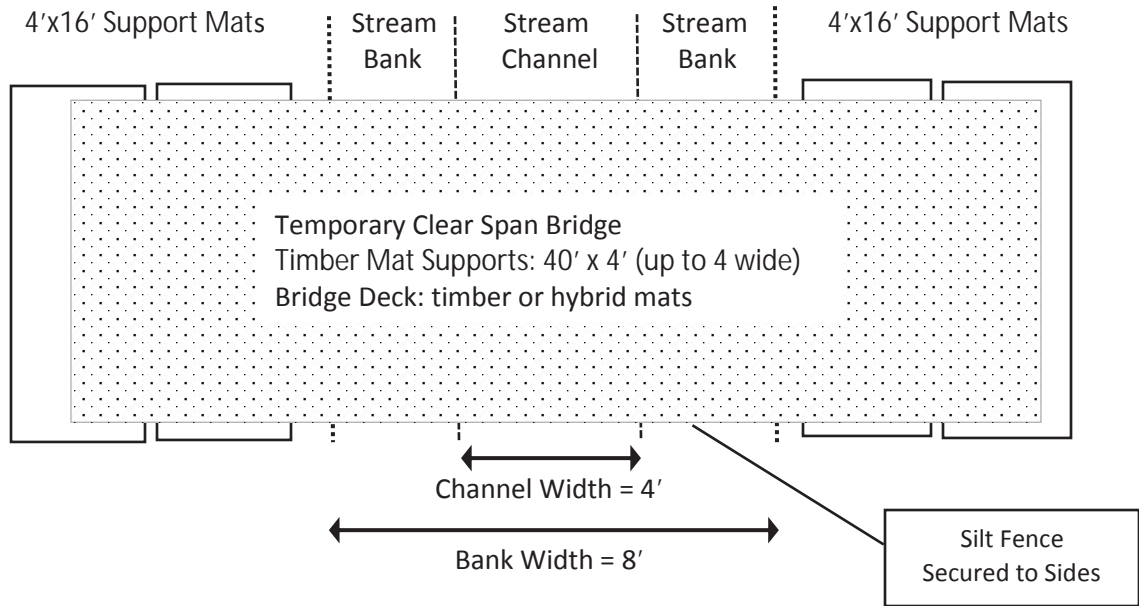 4′x16′ Support Mats
Stream
Bank
Stream
Channel
Stream
Bank
4′x16′ Support Mats
Temporary Clear Span Bridge
Timber Mat Supports: 40′ x 4′ (up to 4 wide)
Bridge Deck: timber or hybrid mats
Channel Width = 4′
Bank Width = 8′
Silt Fence
Secured to Sides